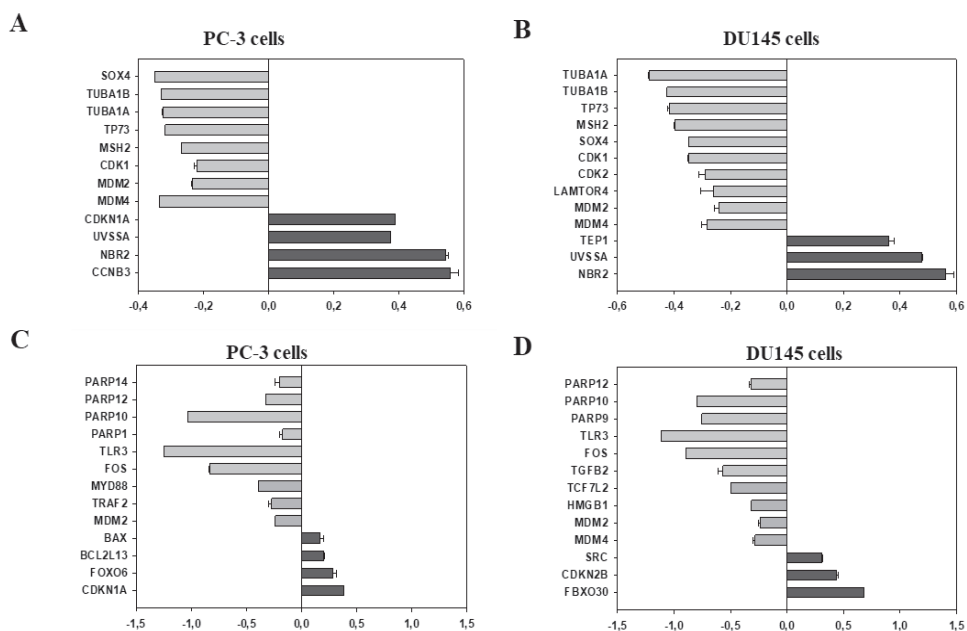 A
PC-3 cells
SOX4
TUBA1B
TUBA1A
TP73
MSH2
CDK1
MDM2
MDM4
CDKN1A
UVSSA
NBR2
CCNB3
-0,4 -0,2 0,0 0,2 0,4 0,6
B
DU145 cells
TUBA1A
TUBA1B
TP73
MSH2
SOX4
CDK1
CDK2
LAMTOR4
MDM2
MDM4
TEP1
UVSSA
NBR2
-0,6 -0,4 -0,2 0,0 0,2 0,4 0,6
C
PC-3 cells
PARP14
PARP12
PARP10
PARP1
TLR3
FOS
MYD88
TRAF2
MDM2
BAX
BCL2L13
FOXO6
CDKN1A
-1,5 -1,0 -0,5 0,0 0,5 1,0 1,5
D
DU145 cells
PARP12
PARP10
PARP9
TLR3
FOS
TGFB2
TCF7L2
HMGB1
MDM2
MDM4
SRC
CDKN2B
FBXO30
-1,5 -1,0 -0,5 0,0 0,5 1,0 1,5